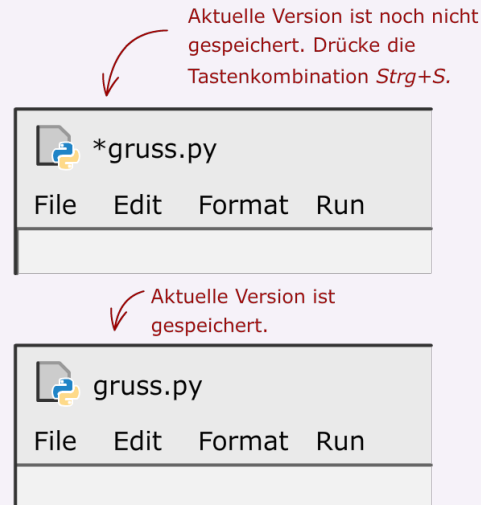 Aktuelle Version ist noch nicht
gespeichert. Drücke die
Tastenkombination Strg+S.
*gruss.py
File Edit Format Run
Aktuelle Version ist
gespeichert.
gruss.py
File Edit Format Run